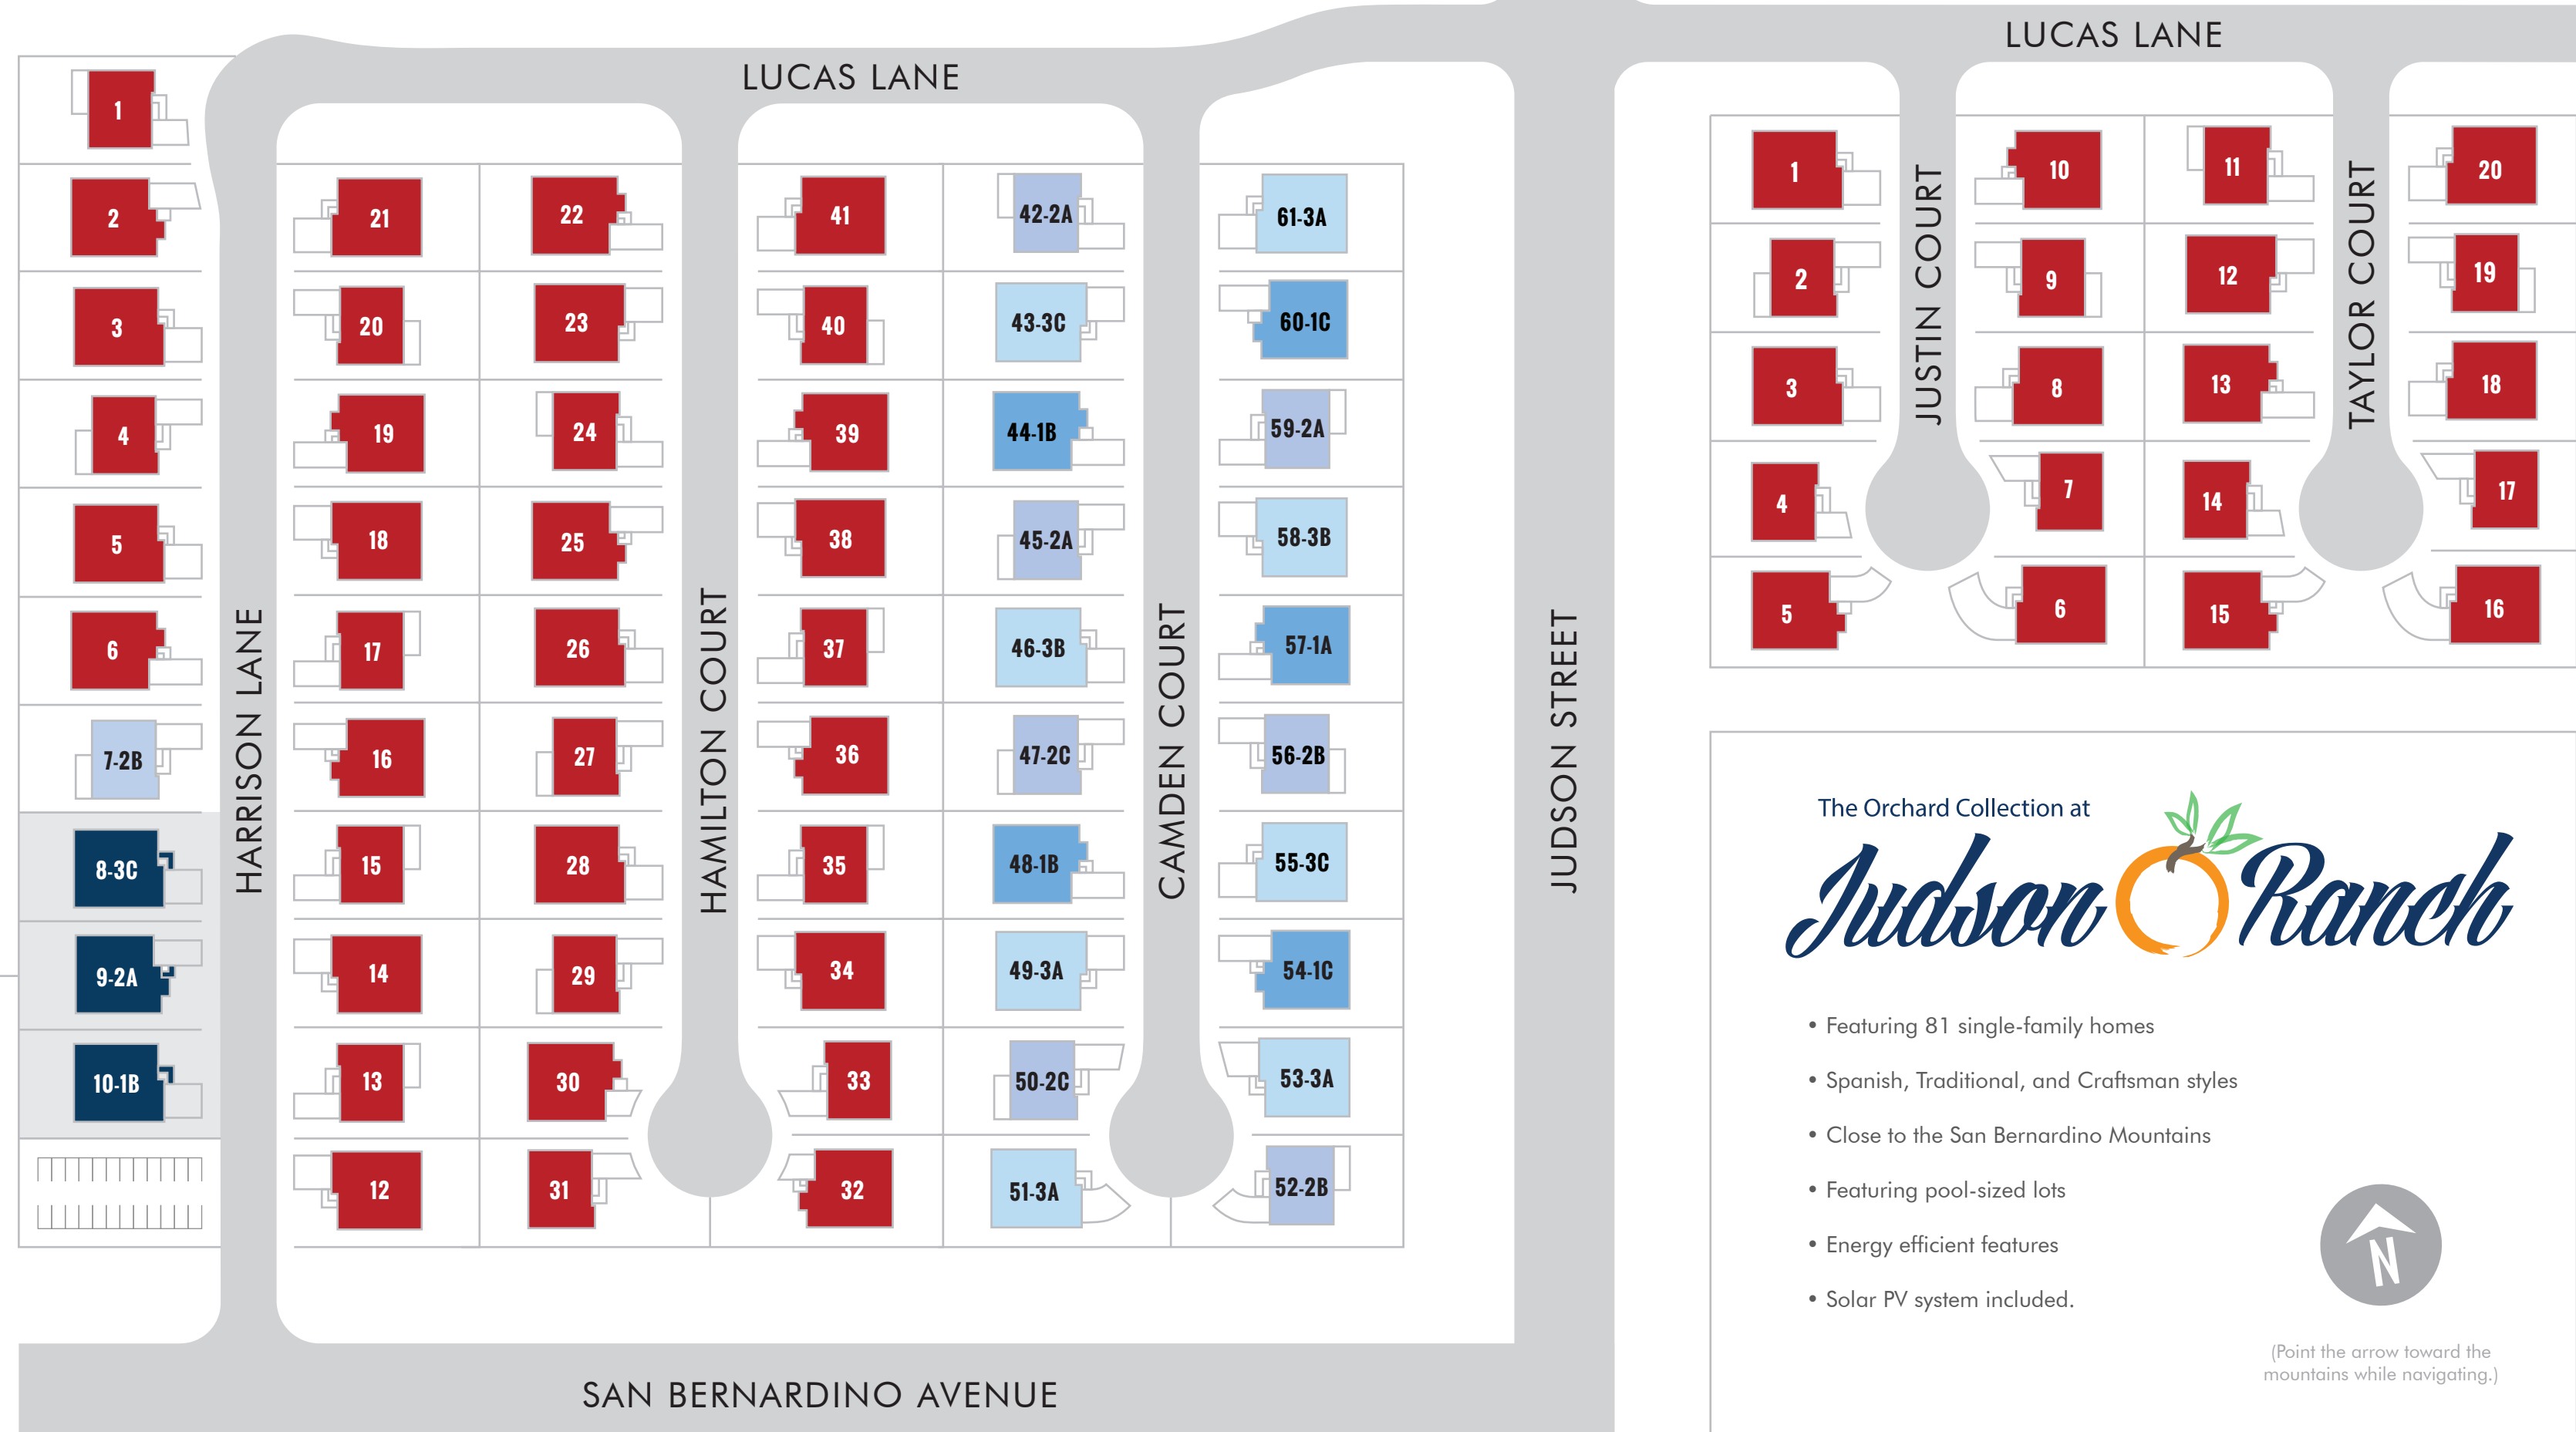 LUCAS LANE
LUCAS LANE
1
2
3
4
5
6
7-2B
8-3C
9-2A
10-1B
HARRISON LANE
21
20
19
18
17
16
15
14
13
12
22
23
24
25
26
27
28
29
30
31
HAMILTON COURT
41
40
39
38
37
36
35
34
33
32
42-2A
43-3C
44-1B
45-2A
46-3B
47-2C
48-1B
49-3A
50-2C
51-3A
CAMDEN COURT
61-3A
60-1C
59-2A
58-3B
57-1A
56-2B
55-3C
54-1C
53-3A
52-2B
JUDSON STREET
SAN BERNARDINO AVENUE
1
2
3
4
5
JUSTIN COURT
10
9
8
7
6
11
12
13
14
15
TAYLOR COURT
20
19
18
17
16
The Orchard Collection at
Judson Ranch
• Featuring 81 single-family homes
• Spanish, Traditional, and Craftsman styles
• Close to the San Bernardino Mountains
• Featuring pool-sized lots
• Energy efficient features
• Solar PV system included.
N
(Point the arrow toward the
mountains while navigating.)